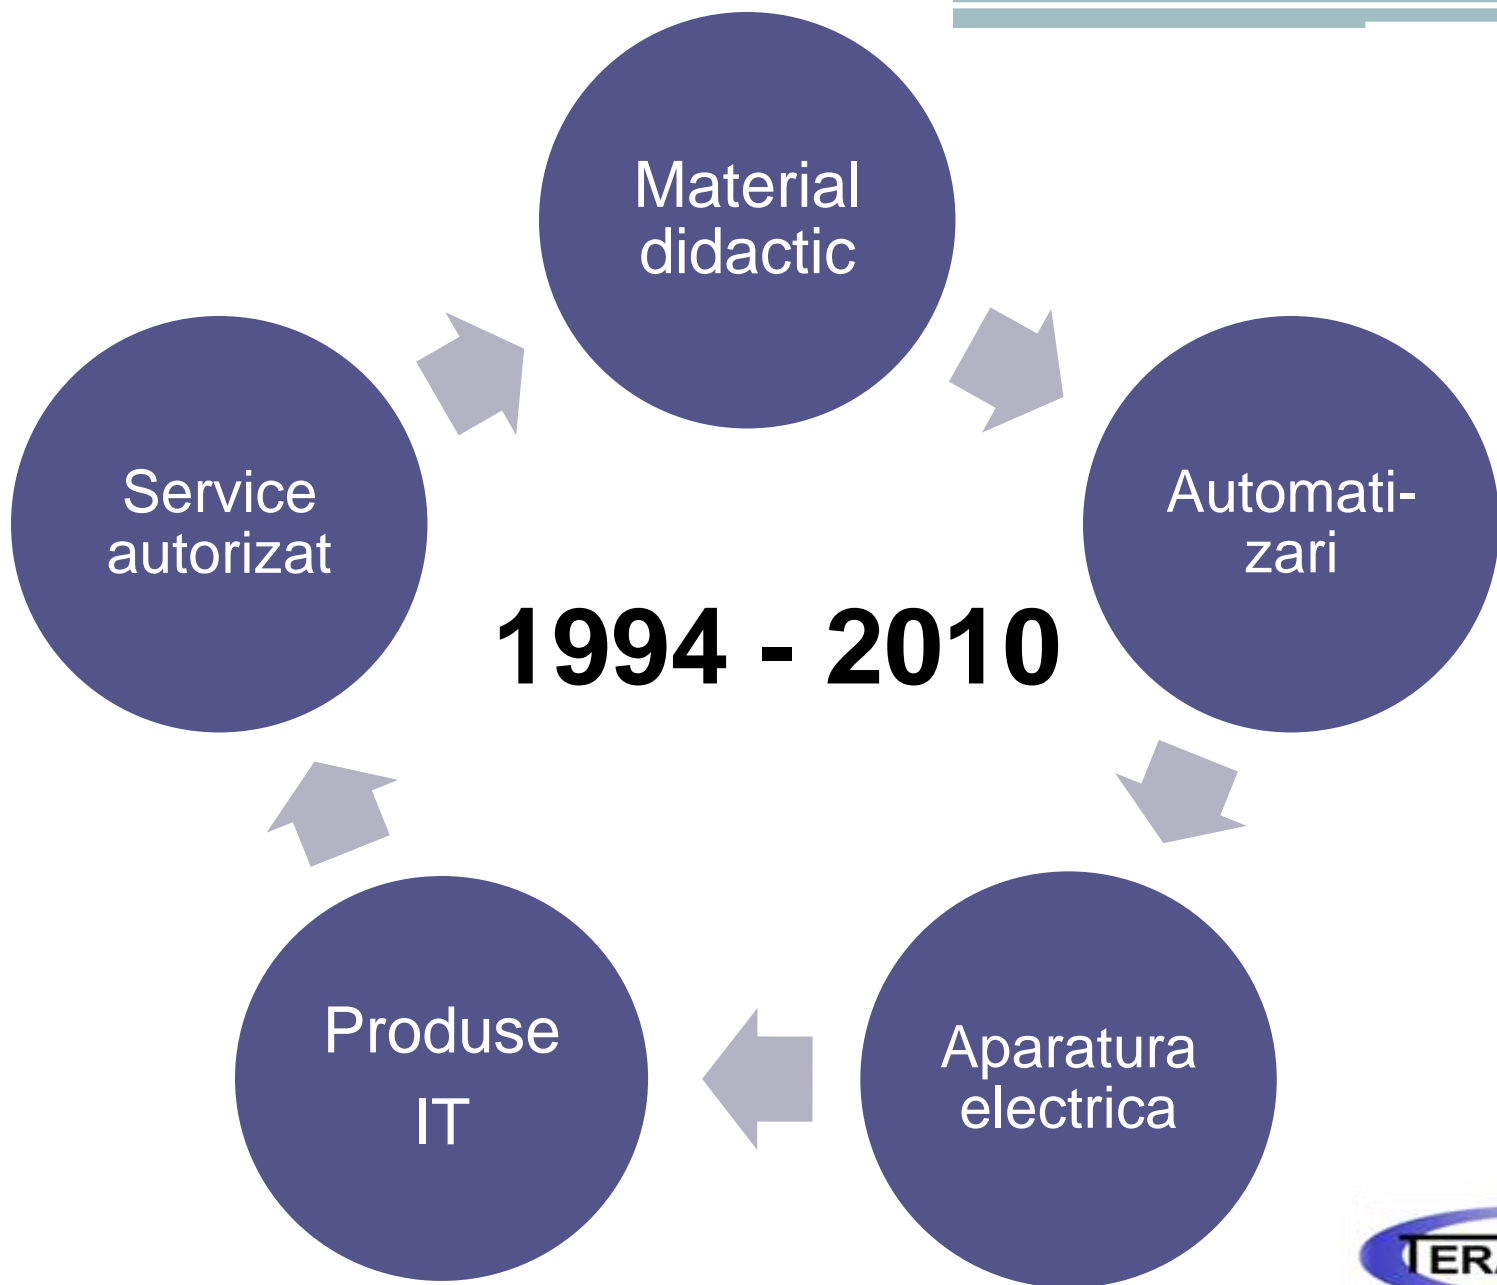 Material
didactic
Automati-
zari
Aparatura
electrica
Produse
IT
Service
autorizat
1994 - 2010